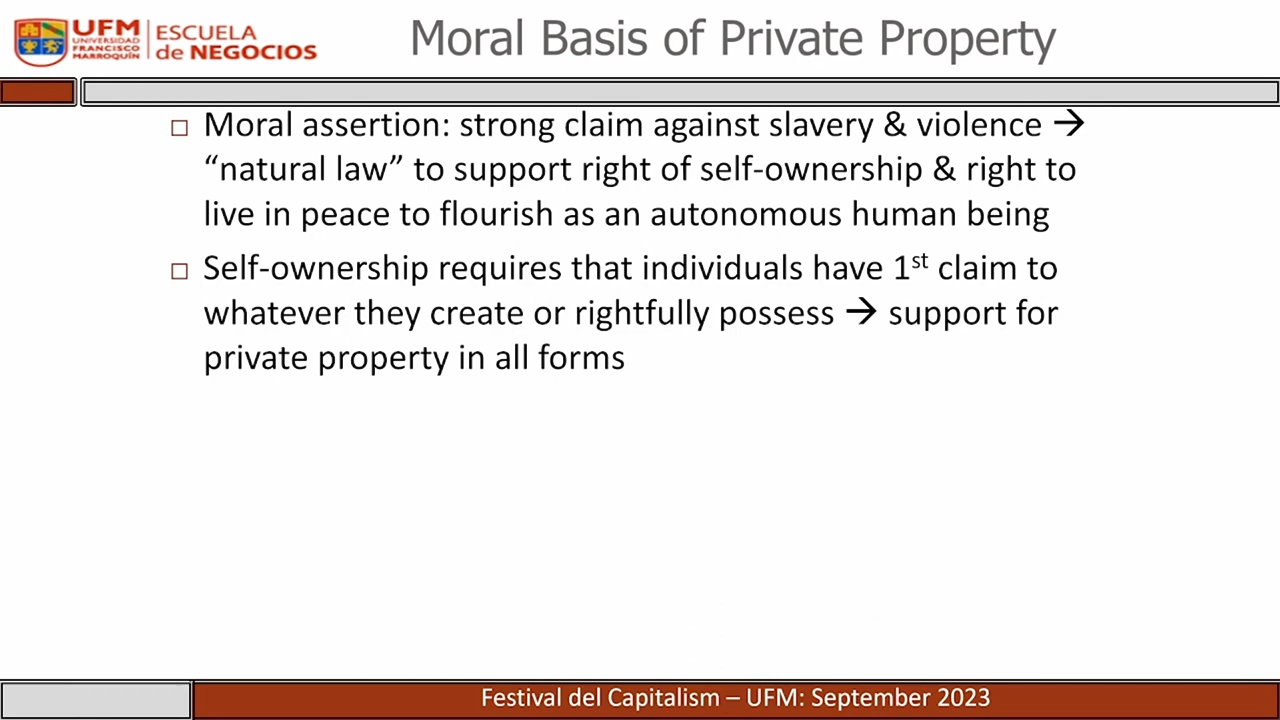 UFM
UNIVERSIDAD
FRANCISCO
MARROQUÍN
ESCUELA
de NEGOCIOS
Moral Basis of Private Property
Moral assertion: strong claim against slavery & violence →
“natural law” to support right of self-ownership & right to
live in peace to flourish as an autonomous human being
Self-ownership requires that individuals have 1st claim to
whatever they create or rightfully possess → support for
private property in all forms
Festival del Capitalism – UFM: September 2023